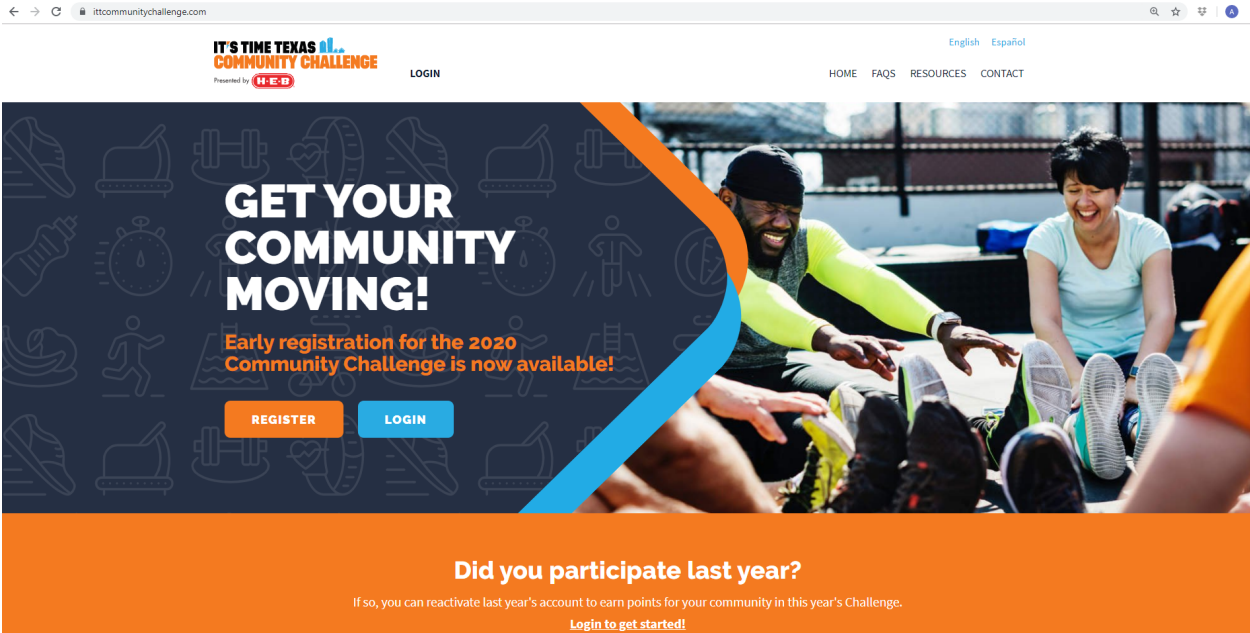 ittcommunitychallenge.com
A
English Español
IT'S TIME TEXAS
COMMUNITY CHALLENGE
Presented by H-E-B
LOGIN
HOME FAQS RESOURCES CONTACT
GET YOUR
COMMUNITY
MOVING!
Early registration for the 2020
Community Challenge is now available!
REGISTER LOGIN
Did you participate last year?
If so, you can reactivate last year's account to earn points for your community in this year's Challenge.
Login to get started!